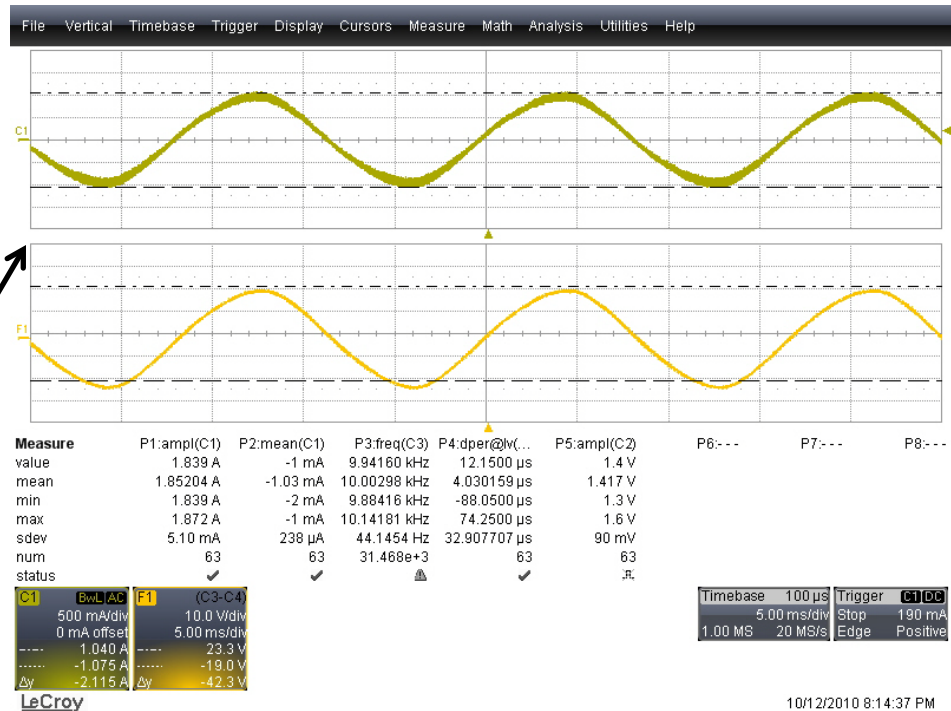 File Vertical Timebase Trigger Display Cursors Measure Math Analysis Utilities Help
C1
F1
Measure P1:ampl(C1) P2:mean(C1) P3:freq(C3) P4:dper@lv(... P5:ampl(C2) P6:- - - P7:- - - P8:- - -
value 1.839 A -1 mA 9.94160 kHz 12.1500 µs 1.4 V
mean 1.85204 A -1.03 mA 10.00298 kHz 4.030159 µs 1.417 V
min 1.839 A -2 mA 9.88416 kHz -88.0500 µs 1.3 V
max 1.872 A -1 mA 10.14181 kHz 74.2500 µs 1.6 V
sdev 5.10 mA 238 µA 44.1454 Hz 32.907707 µs 90 mV
num 63 63 31.468e+3 63 63
status
C1 BwL AC F1 (C3-C4) Timebase 100 µs Trigger C1 DC
500 mA/div 10.0 V/div 5.00 ms/div Stop 190 mA
0 mA offset 5.00 ms/div 1.00 MS 20 MS/s Edge Positive
1.040 A 23.3 V
-1.075 A -19.0 V
Δy -2.115 A Δy -42.3 V
LeCroy 10/12/2010 8:14:37 PM